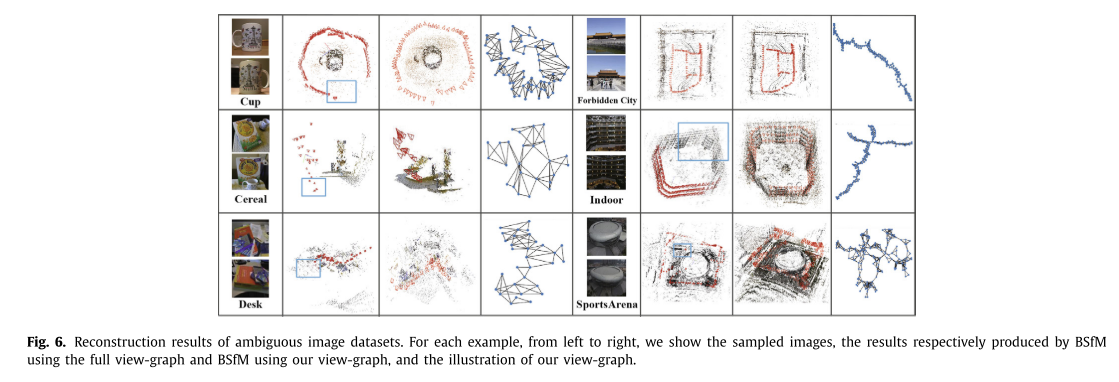 Cup
Forbidden City
Cereal
Indoor
Desk
SportsArena
Fig. 6. Reconstruction results of ambiguous image datasets. For each example, from left to right, we show the sampled images, the results respectively produced by BSfM
using the full view-graph and BSfM using our view-graph, and the illustration of our view-graph.